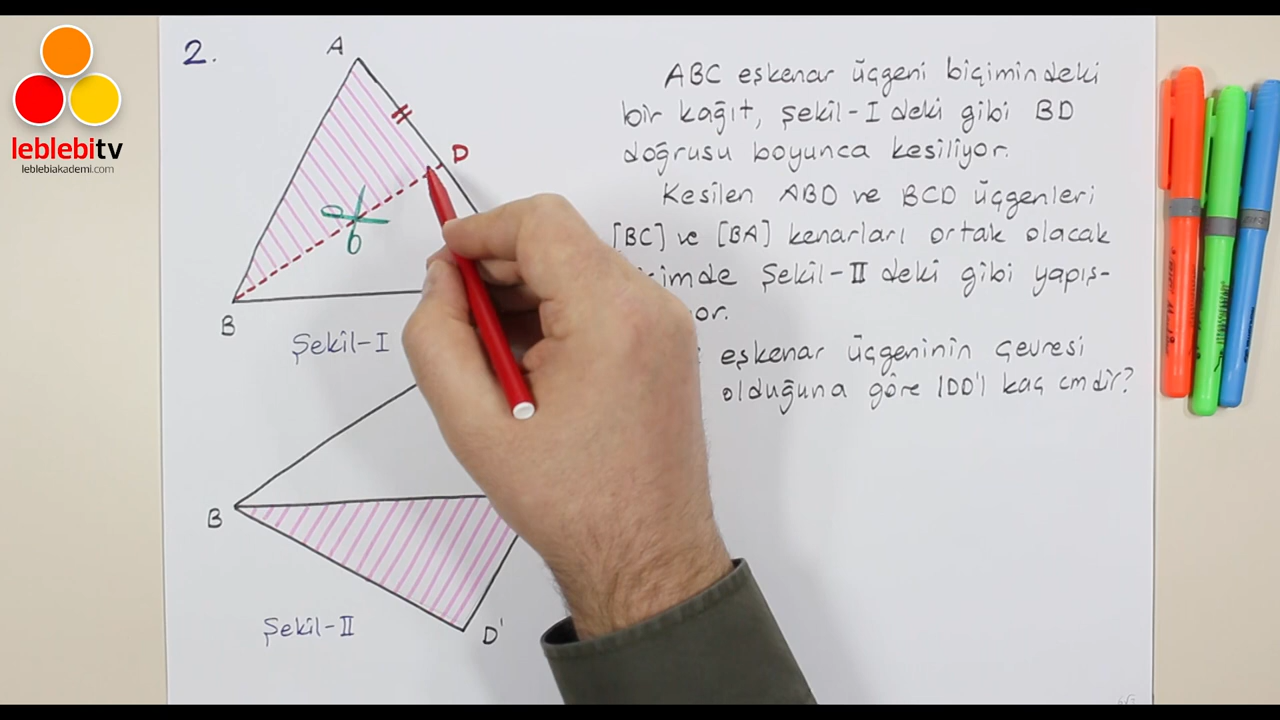 leblebitv
leblebiakademi.com
2.
A
D
B
Şekil-I
B
D'
Şekil-II
ABC eşkenar üçgeni biçimindeki
bir kağıt, Şekil-I deki gibi BD
doğrusu boyunca kesiliyor.
Kesilen ABD ve BCD üçgenleri
[BC] ve [BA] kenarları ortak olacak
Şekil-II deki gibi yapış-
eşkenar üçgeninin çevresi
olduğuna göre |DD'| kaç cmdir?